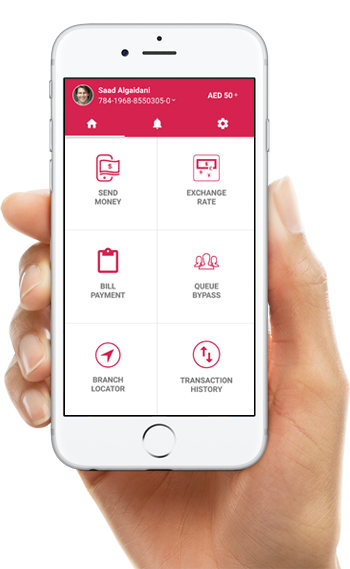 Saad Algaidani
784-1968-8550305-0
AED 50+
SEND
MONEY
EXCHANGE
RATE
BILL
PAYMENT
QUEUE
BYPASS
BRANCH
LOCATOR
TRANSACTION
HISTORY